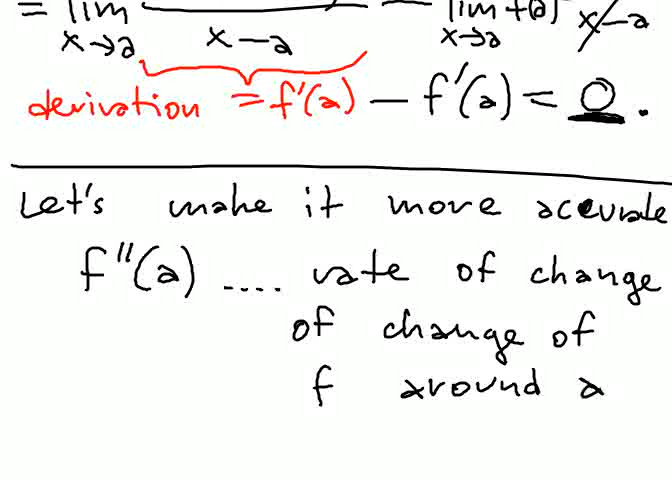 = lim x→a x-a = lim x→a f'(a) x-a
derivation = f'(a) - f'(a) = 0.
Let's make it more accurate
f''(a) .... rate of change
of change of
f around a